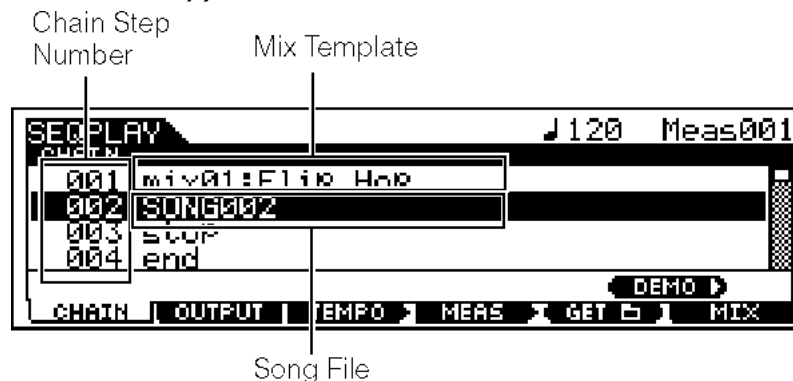 Chain Step
Number
Mix Template
SEQPLAY ♩120 Meas001
CHAIN
001 mix01:Flip Hop
002 SONG002
003 stop
004 end
DEMO
CHAIN OUTPUT TEMPO MEAS GET MIX
Song File